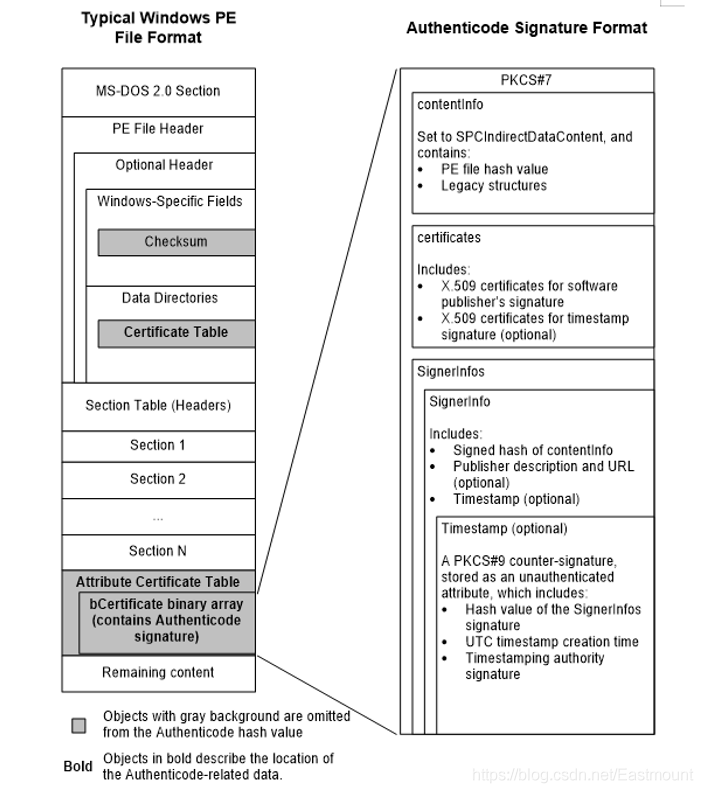 Typical Windows PE
File Format
MS-DOS 2.0 Section
PE File Header
Optional Header
Windows-Specific Fields
Checksum
Data Directories
Certificate Table
Section Table (Headers)
Section 1
Section 2
...
Section N
Attribute Certificate Table
bCertificate binary array
(contains Authenticode
signature)
Remaining content
Objects with gray background are omitted
from the Authenticode hash value
Bold Objects in bold describe the location of
the Authenticode-related data.
Authenticode Signature Format
PKCS#7
contentInfo
Set to SPCIndirectDataContent, and
contains:
• PE file hash value
• Legacy structures
certificates
Includes:
• X.509 certificates for software
publisher's signature
• X.509 certificates for timestamp
signature (optional)
SignerInfos
SignerInfo
Includes:
• Signed hash of contentInfo
• Publisher description and URL
(optional)
• Timestamp (optional)
Timestamp (optional)
A PKCS#9 counter-signature,
stored as an unauthenticated
attribute, which includes:
• Hash value of the SignerInfos
signature
• UTC timestamp creation time
• Timestamping authority
signature
https://blog.csdn.net/Eastmount